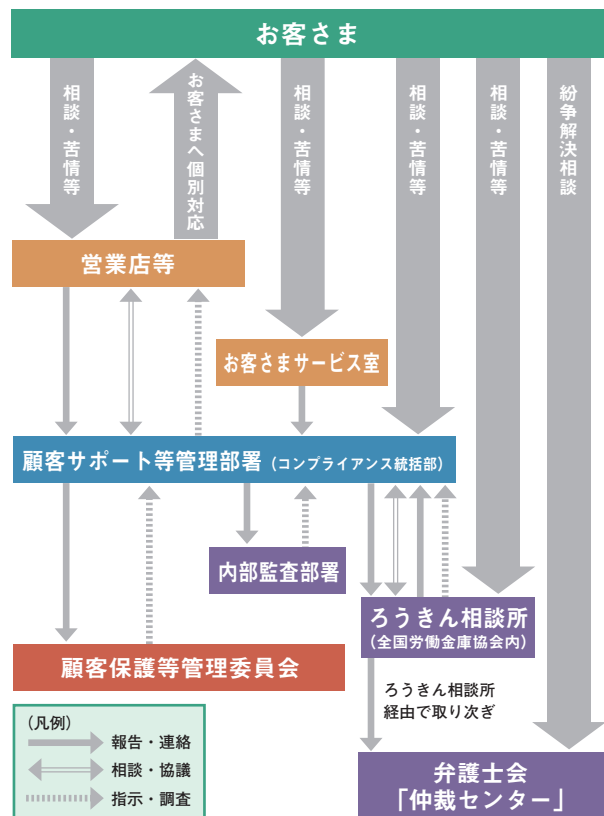 お客さま
相談・苦情等
お客さまへ個別対応
相談・苦情等
相談・苦情等
相談・苦情等
紛争解決相談
営業店等
お客さまサービス室
顧客サポート等管理部署(コンプライアンス統括部)
内部監査部署
ろうきん相談所
(全国労働金庫協会内)
顧客保護等管理委員会
ろうきん相談所
経由で取り次ぎ
(凡例)
報告・連絡
相談・協議
指示・調査
弁護士会
「仲裁センター」